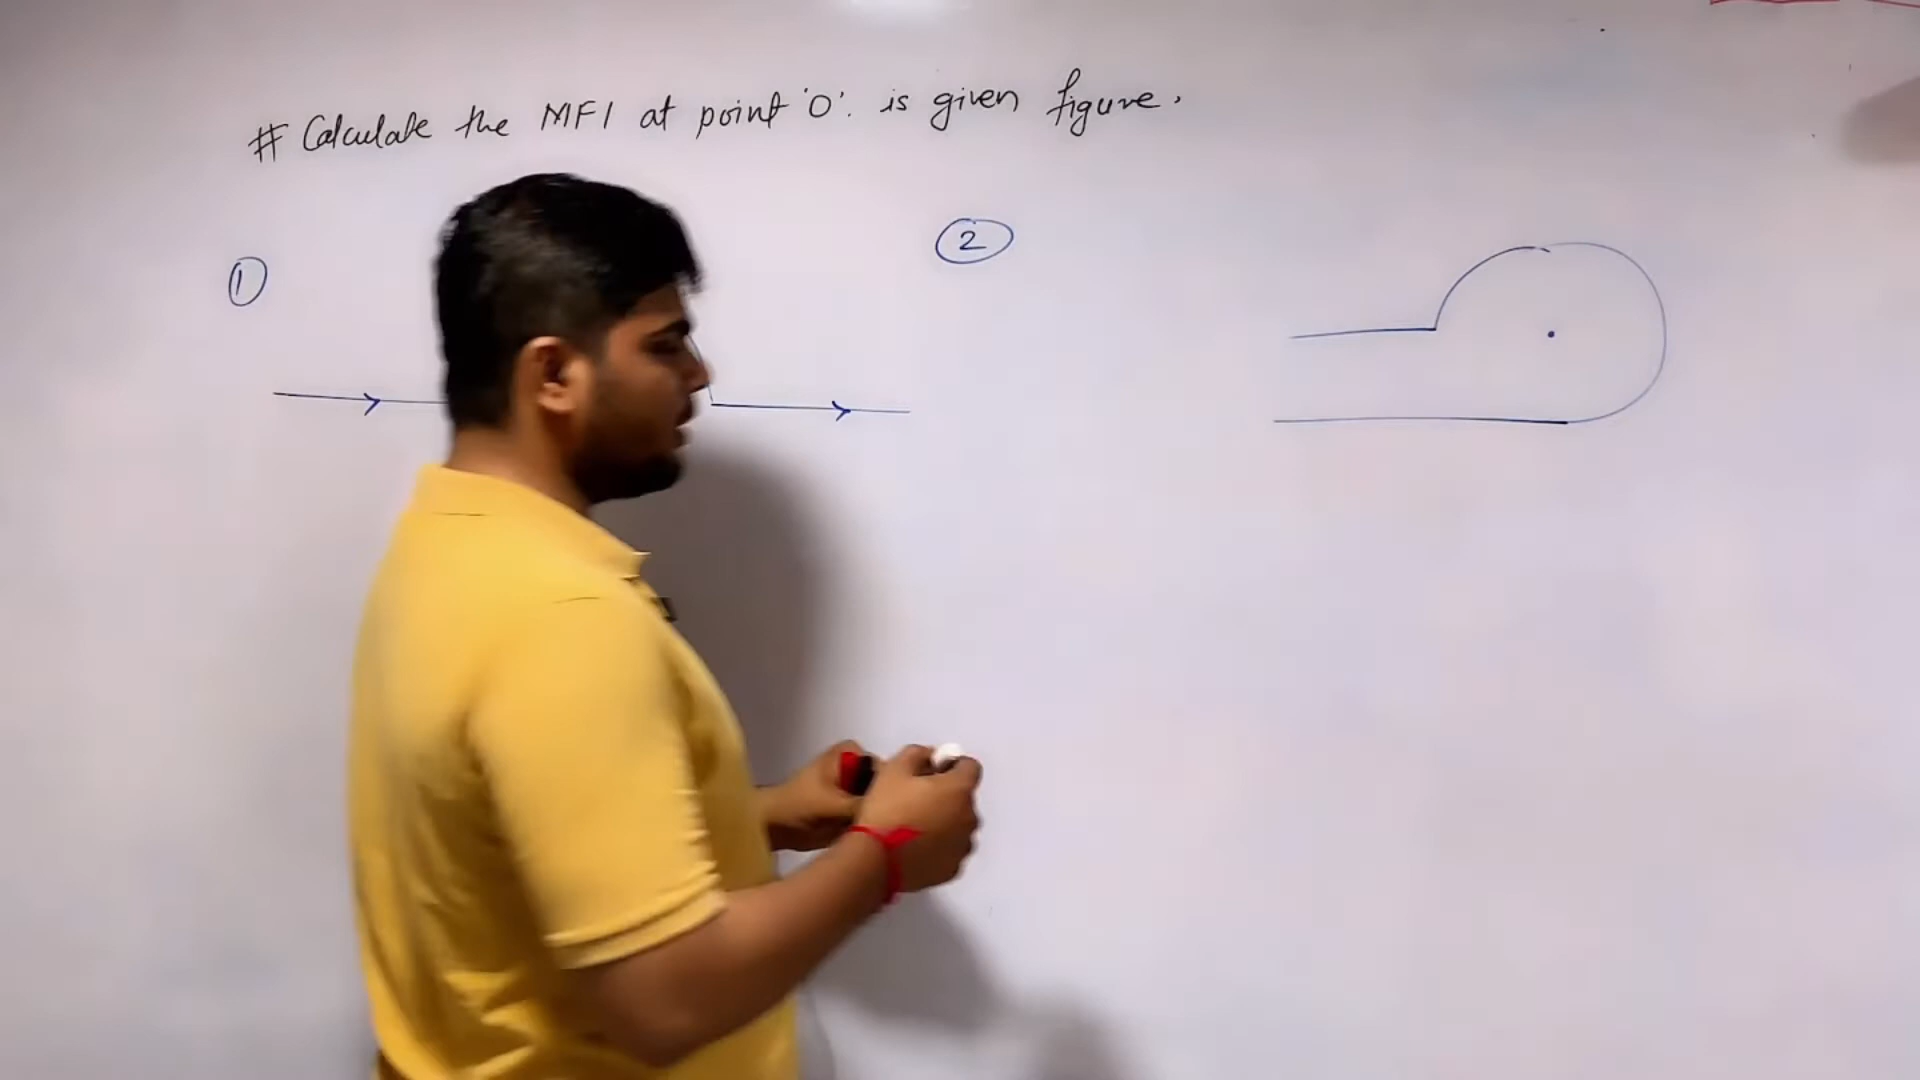 # Calculate the MFI at point 'O'. is given figure.
①
②